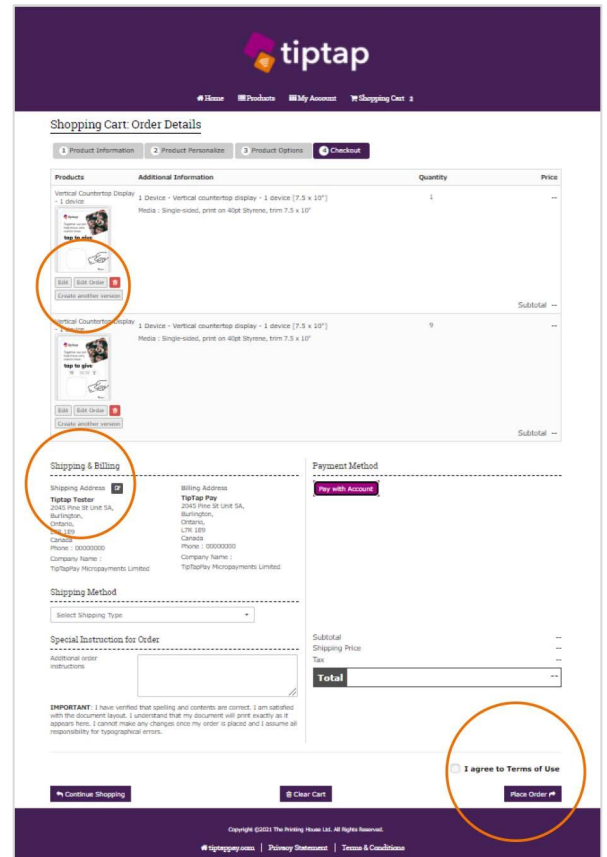 tiptap
Home Products My Account Shopping Cart 2
Shopping Cart: Order Details
1 Product Information 2 Product Personalize 3 Product Options 4 Checkout
Products Additional Information Quantity Price
Vertical Countertop Display - 1 device
1 Device - Vertical countertop display - 1 device [7.5 x 10"] 1 --
Media : Single-sided, print on 40pt Styrene, trim 7.5 x 10"
tiptap
tap to give
Edit Edit Order
Create another version
Subtotal --
Vertical Countertop Display - 1 device
1 Device - Vertical countertop display - 1 device [7.5 x 10"] 9 --
Media : Single-sided, print on 40pt Styrene, trim 7.5 x 10"
tiptap
tap to give
Edit Edit Order
Create another version
Subtotal --
Shipping & Billing
Shipping Address
Tiptap Tester
2045 Pine St Unit 5A,
Burlington,
Ontario,
L7R 1E9
Canada
Phone : 00000000
Company Name :
TipTapPay Micropayments Limited
Billing Address
TipTap Pay
2045 Pine St Unit 5A,
Burlington,
Ontario,
L7R 1E9
Canada
Phone : 00000000
Company Name :
TipTapPay Micropayments Limited
Payment Method
Pay with Account
Shipping Method
Select Shipping Type
Special Instruction for Order
Additional order
instructions
IMPORTANT: I have verified that spelling and contents are correct. I am satisfied
with the document layout. I understand that my document will print exactly as it
appears here. I cannot make any changes once my order is placed and I assume all
responsibility for typographical errors.
Subtotal --
Shipping Price --
Tax --
Total --
I agree to Terms of Use
Continue Shopping Clear Cart Place Order
Copyright ©2021 The Printing House Ltd. All Rights Reserved.
tiptappay.com | Privacy Statement | Terms & Conditions